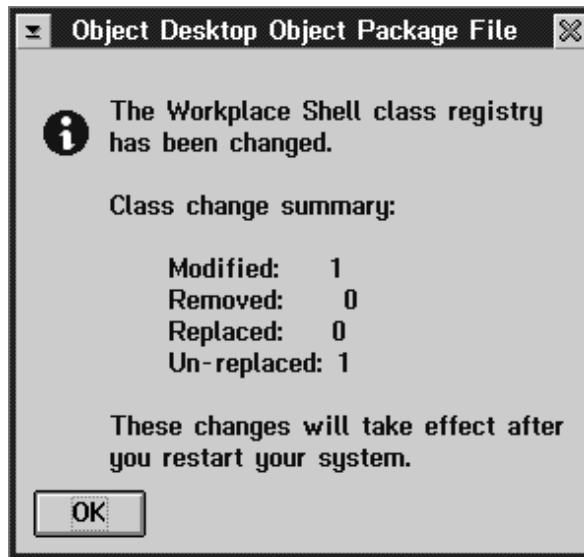 Object Desktop Object Package File
The Workplace Shell class registry
has been changed.
Class change summary:
Modified: 1
Removed: 0
Replaced: 0
Un-replaced: 1
These changes will take effect after
you restart your system.
OK